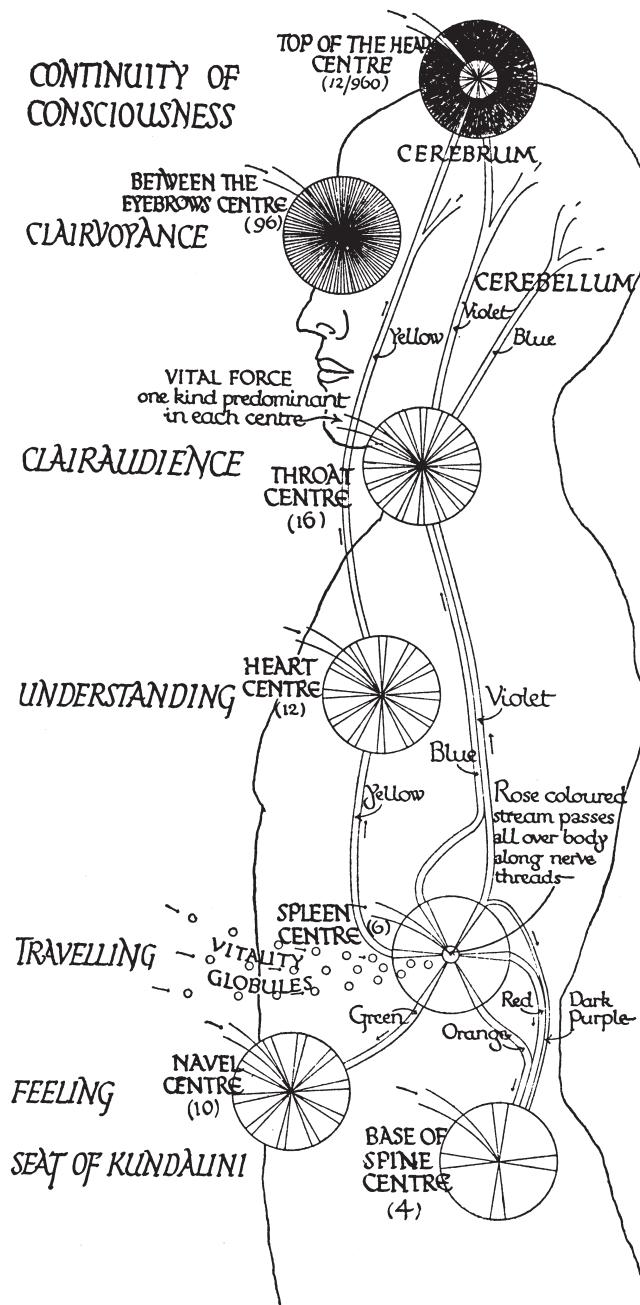 TOP OF THE HEAD
CENTRE
(12/960)
CONTINUITY OF
CONSCIOUSNESS
CEREBRUM
BETWEEN THE
EYEBROWS CENTRE
(96)
CLAIRVOYANCE
CEREBELLUM
Violet
Yellow
Blue
VITAL FORCE
one kind predominant
in each centre
CLAIRAUDIENCE
THROAT
CENTRE
(16)
HEART
CENTRE
(12)
UNDERSTANDING
Violet
Blue
Yellow
Rose coloured
stream passes
all over body
along nerve
threads
SPLEEN
CENTRE (6)
TRAVELLING
VITALITY
GLOBULES
Green
Red
Dark
Purple
Orange
NAVEL
CENTRE
(10)
FEELING
BASE OF
SPINE
CENTRE
(4)
SEAT OF KUNDALINI